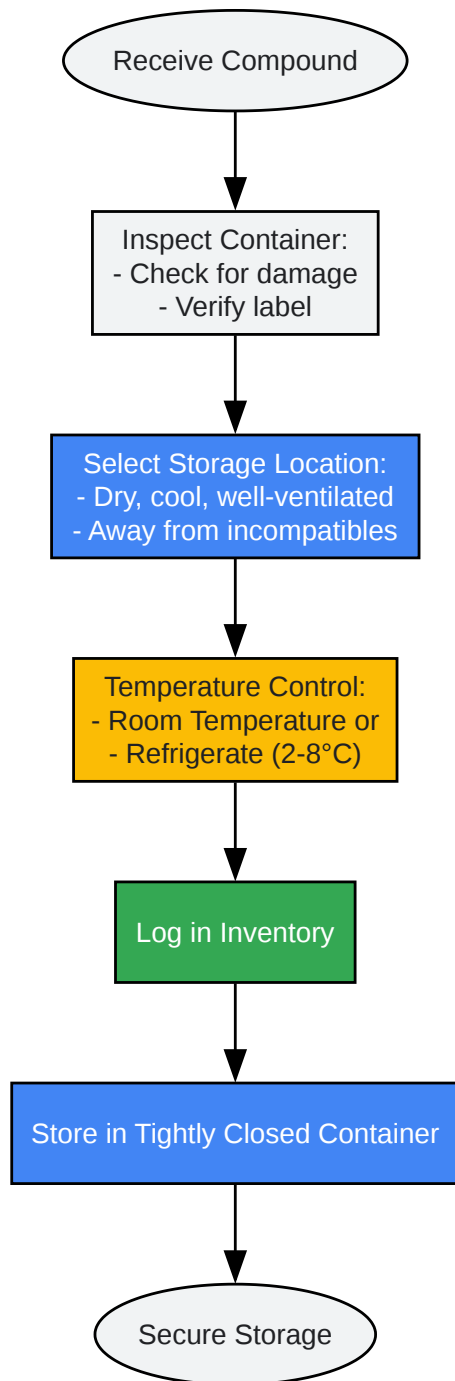 Receive Compound
Inspect Container:
- Check for damage
- Verify label
Select Storage Location:
- Dry, cool, well-ventilated
- Away from incompatibles
Temperature Control:
- Room Temperature or
- Refrigerate (2-8°C)
Log in Inventory
Store in Tightly Closed Container
Secure Storage